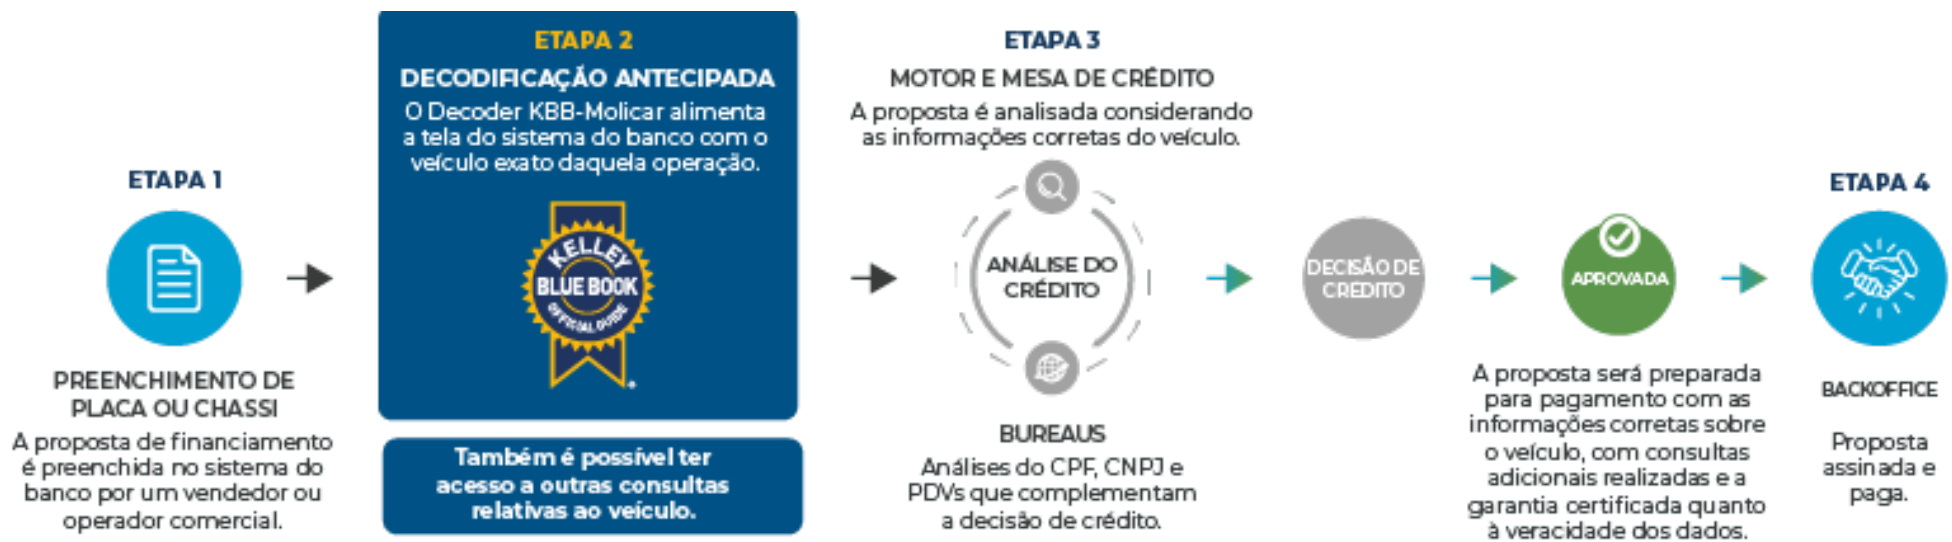 ETAPA 1
PREENCHIMENTO DE
PLACA OU CHASSI
A proposta de financiamento
é preenchida no sistema do
banco por um vendedor ou
operador comercial.
ETAPA 2
DECODIFICAÇÃO ANTECIPADA
O Decoder KBB-Molicar alimenta
a tela do sistema do banco com o
veículo exato daquela operação.
KELLEY
BLUE BOOK
OFFICIAL GUIDE
Também é possível ter
acesso a outras consultas
relativas ao veículo.
ETAPA 3
MOTOR E MESA DE CRÉDITO
A proposta é analisada considerando
as informações corretas do veículo.
ANÁLISE DO
CRÉDITO
BUREAUS
Análises do CPF, CNPJ e
PDVs que complementam
a decisão de crédito.
DECISÃO DE
CRÉDITO
APROVADA
A proposta será preparada
para pagamento com as
informações corretas sobre
o veículo, com consultas
adicionais realizadas e a
garantia certificada quanto
à veracidade dos dados.
ETAPA 4
BACKOFFICE
Proposta
assinada e
paga.